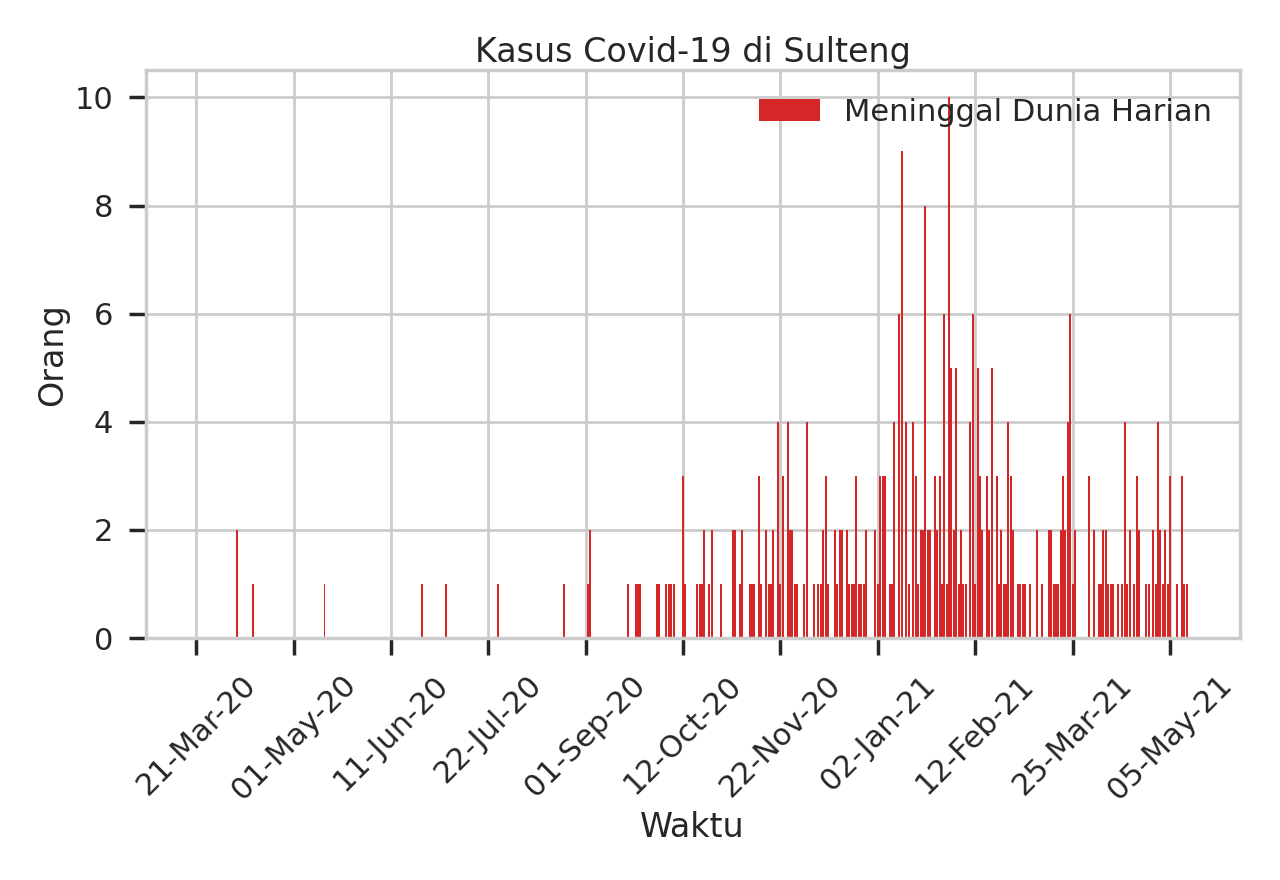 Kasus Covid-19 di Sulteng
Meninggal Dunia Harian
10
8
6
4
2
0
Orang
21-Mar-20
01-May-20
11-Jun-20
22-Jul-20
01-Sep-20
12-Oct-20
22-Nov-20
02-Jan-21
12-Feb-21
25-Mar-21
05-May-21
Waktu